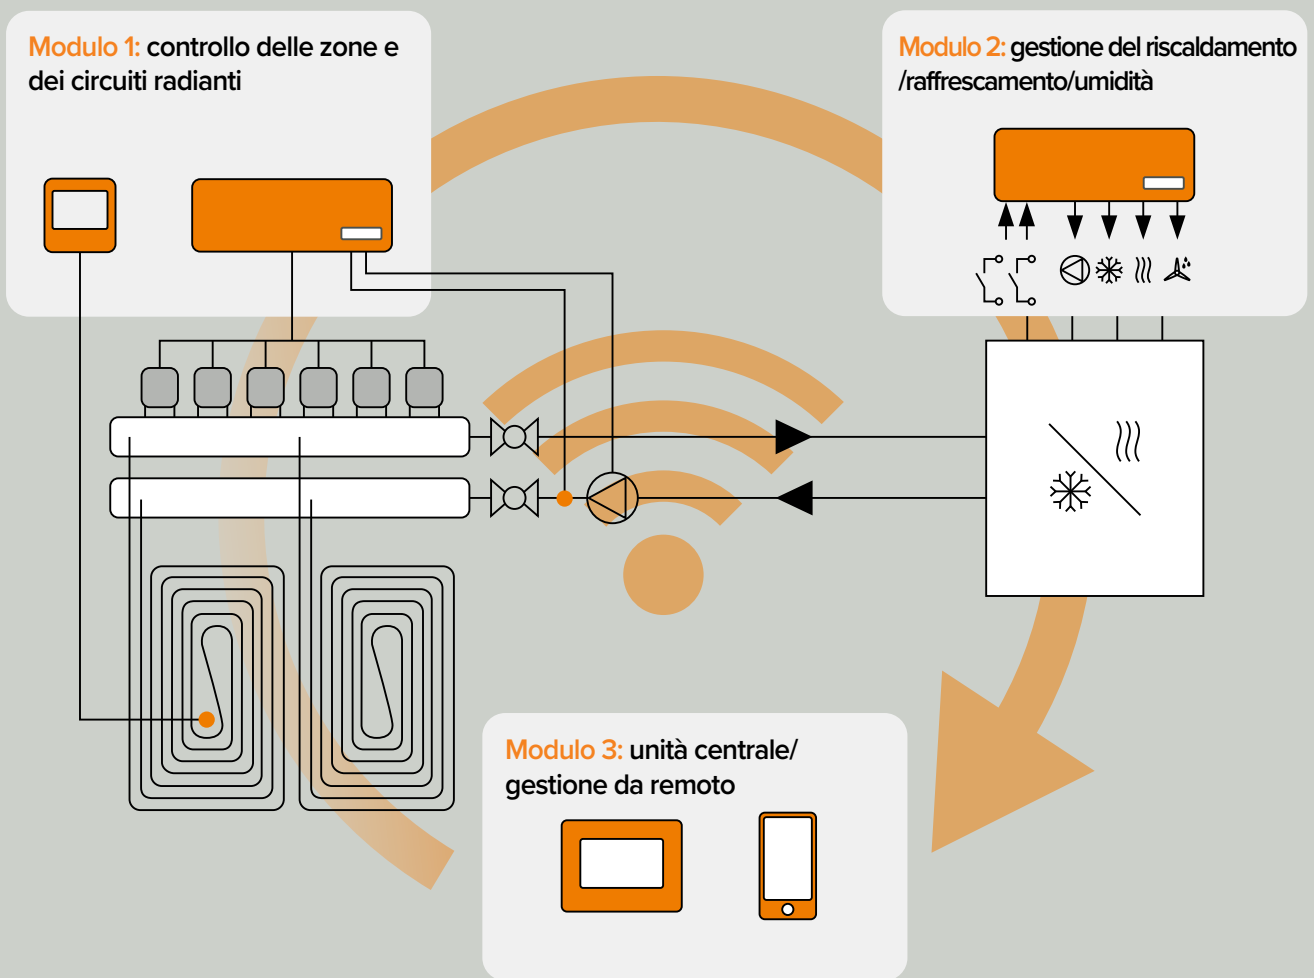 Modulo 1: controllo delle zone e
dei circuiti radianti
Modulo 2: gestione del riscaldamento
/raffrescamento/umidità
Modulo 3: unità centrale/
gestione da remoto